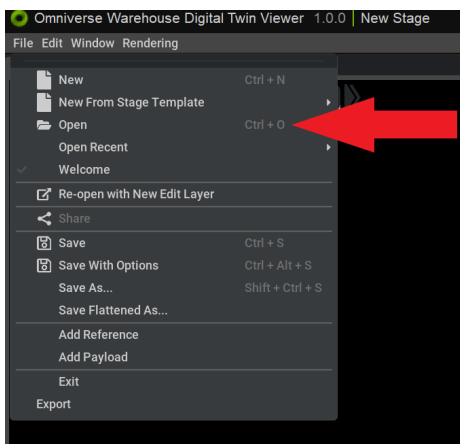 Omniverse Warehouse Digital Twin Viewer 1.0.0 | New Stage
File Edit Window Rendering
New Ctrl + N
New From Stage Template
Open Ctrl + O
Open Recent
Welcome
Re-open with New Edit Layer
Share
Save Ctrl + S
Save With Options Ctrl + Alt + S
Save As... Shift + Ctrl + S
Save Flattened As...
Add Reference
Add Payload
Exit
Export